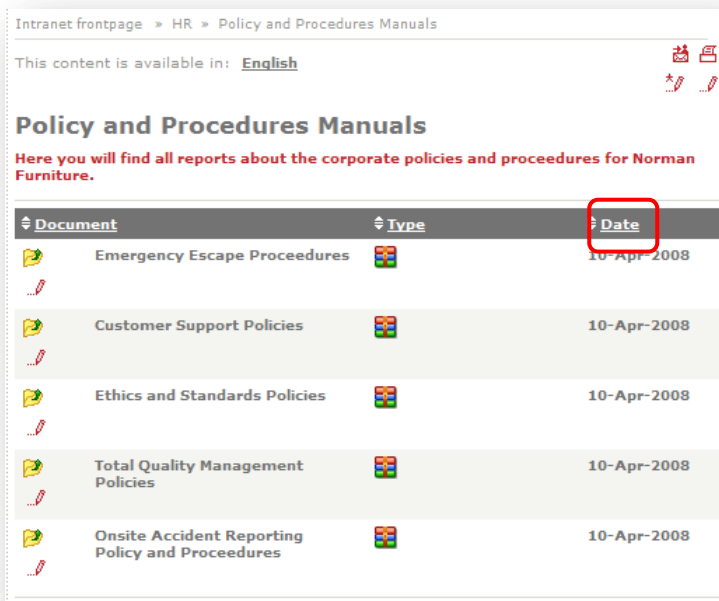 Intranet frontpage » HR » Policy and Procedures Manuals
This content is available in: English
Policy and Procedures Manuals
Here you will find all reports about the corporate policies and proceedures for Norman
Furniture.
Document Type Date
Emergency Escape Proceedures 10-Apr-2008
Customer Support Policies 10-Apr-2008
Ethics and Standards Policies 10-Apr-2008
Total Quality Management 10-Apr-2008
Policies
Onsite Accident Reporting 10-Apr-2008
Policy and Proceedures